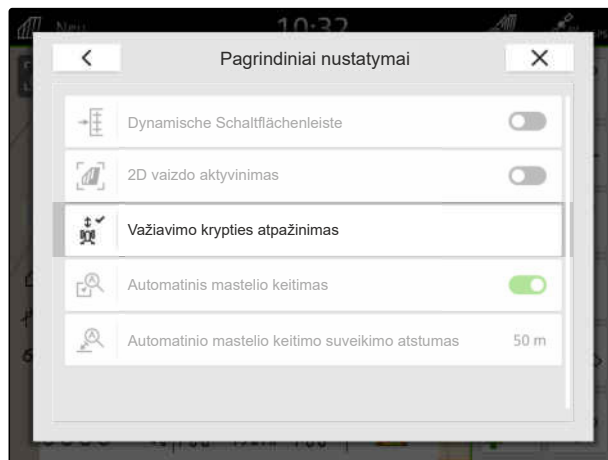 Neu 10:32
Pagrindiniai nustatymai
Dynamische Schaltflächenleiste
2D vaizdo aktyvinimas
Važiavimo krypties atpažinimas
Automatinis mastelio keitimas
Automatinio mastelio keitimo suveikimo atstumas 50 m